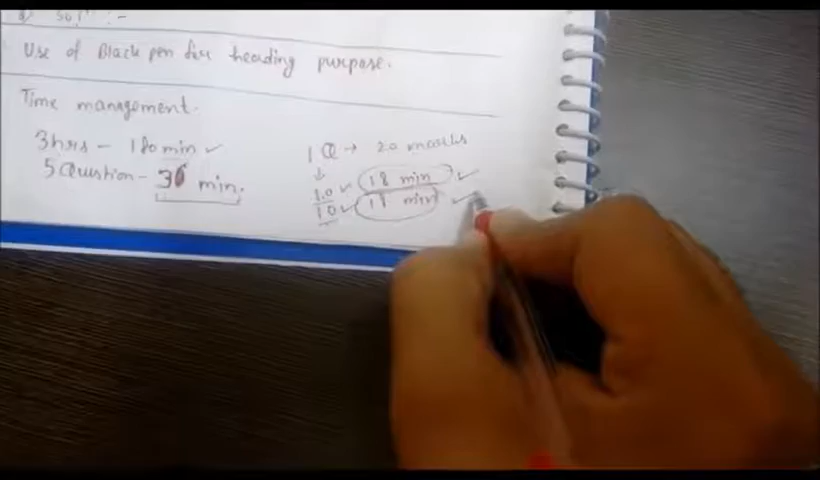 Use of Black pen for heading purpose.
Time management.
3hrs - 180 min ✓
5 Question - 36 min.
1 Q → 20 marks
↓
10 ✓ 18 min ✓
10 ✓ 18 min ✓